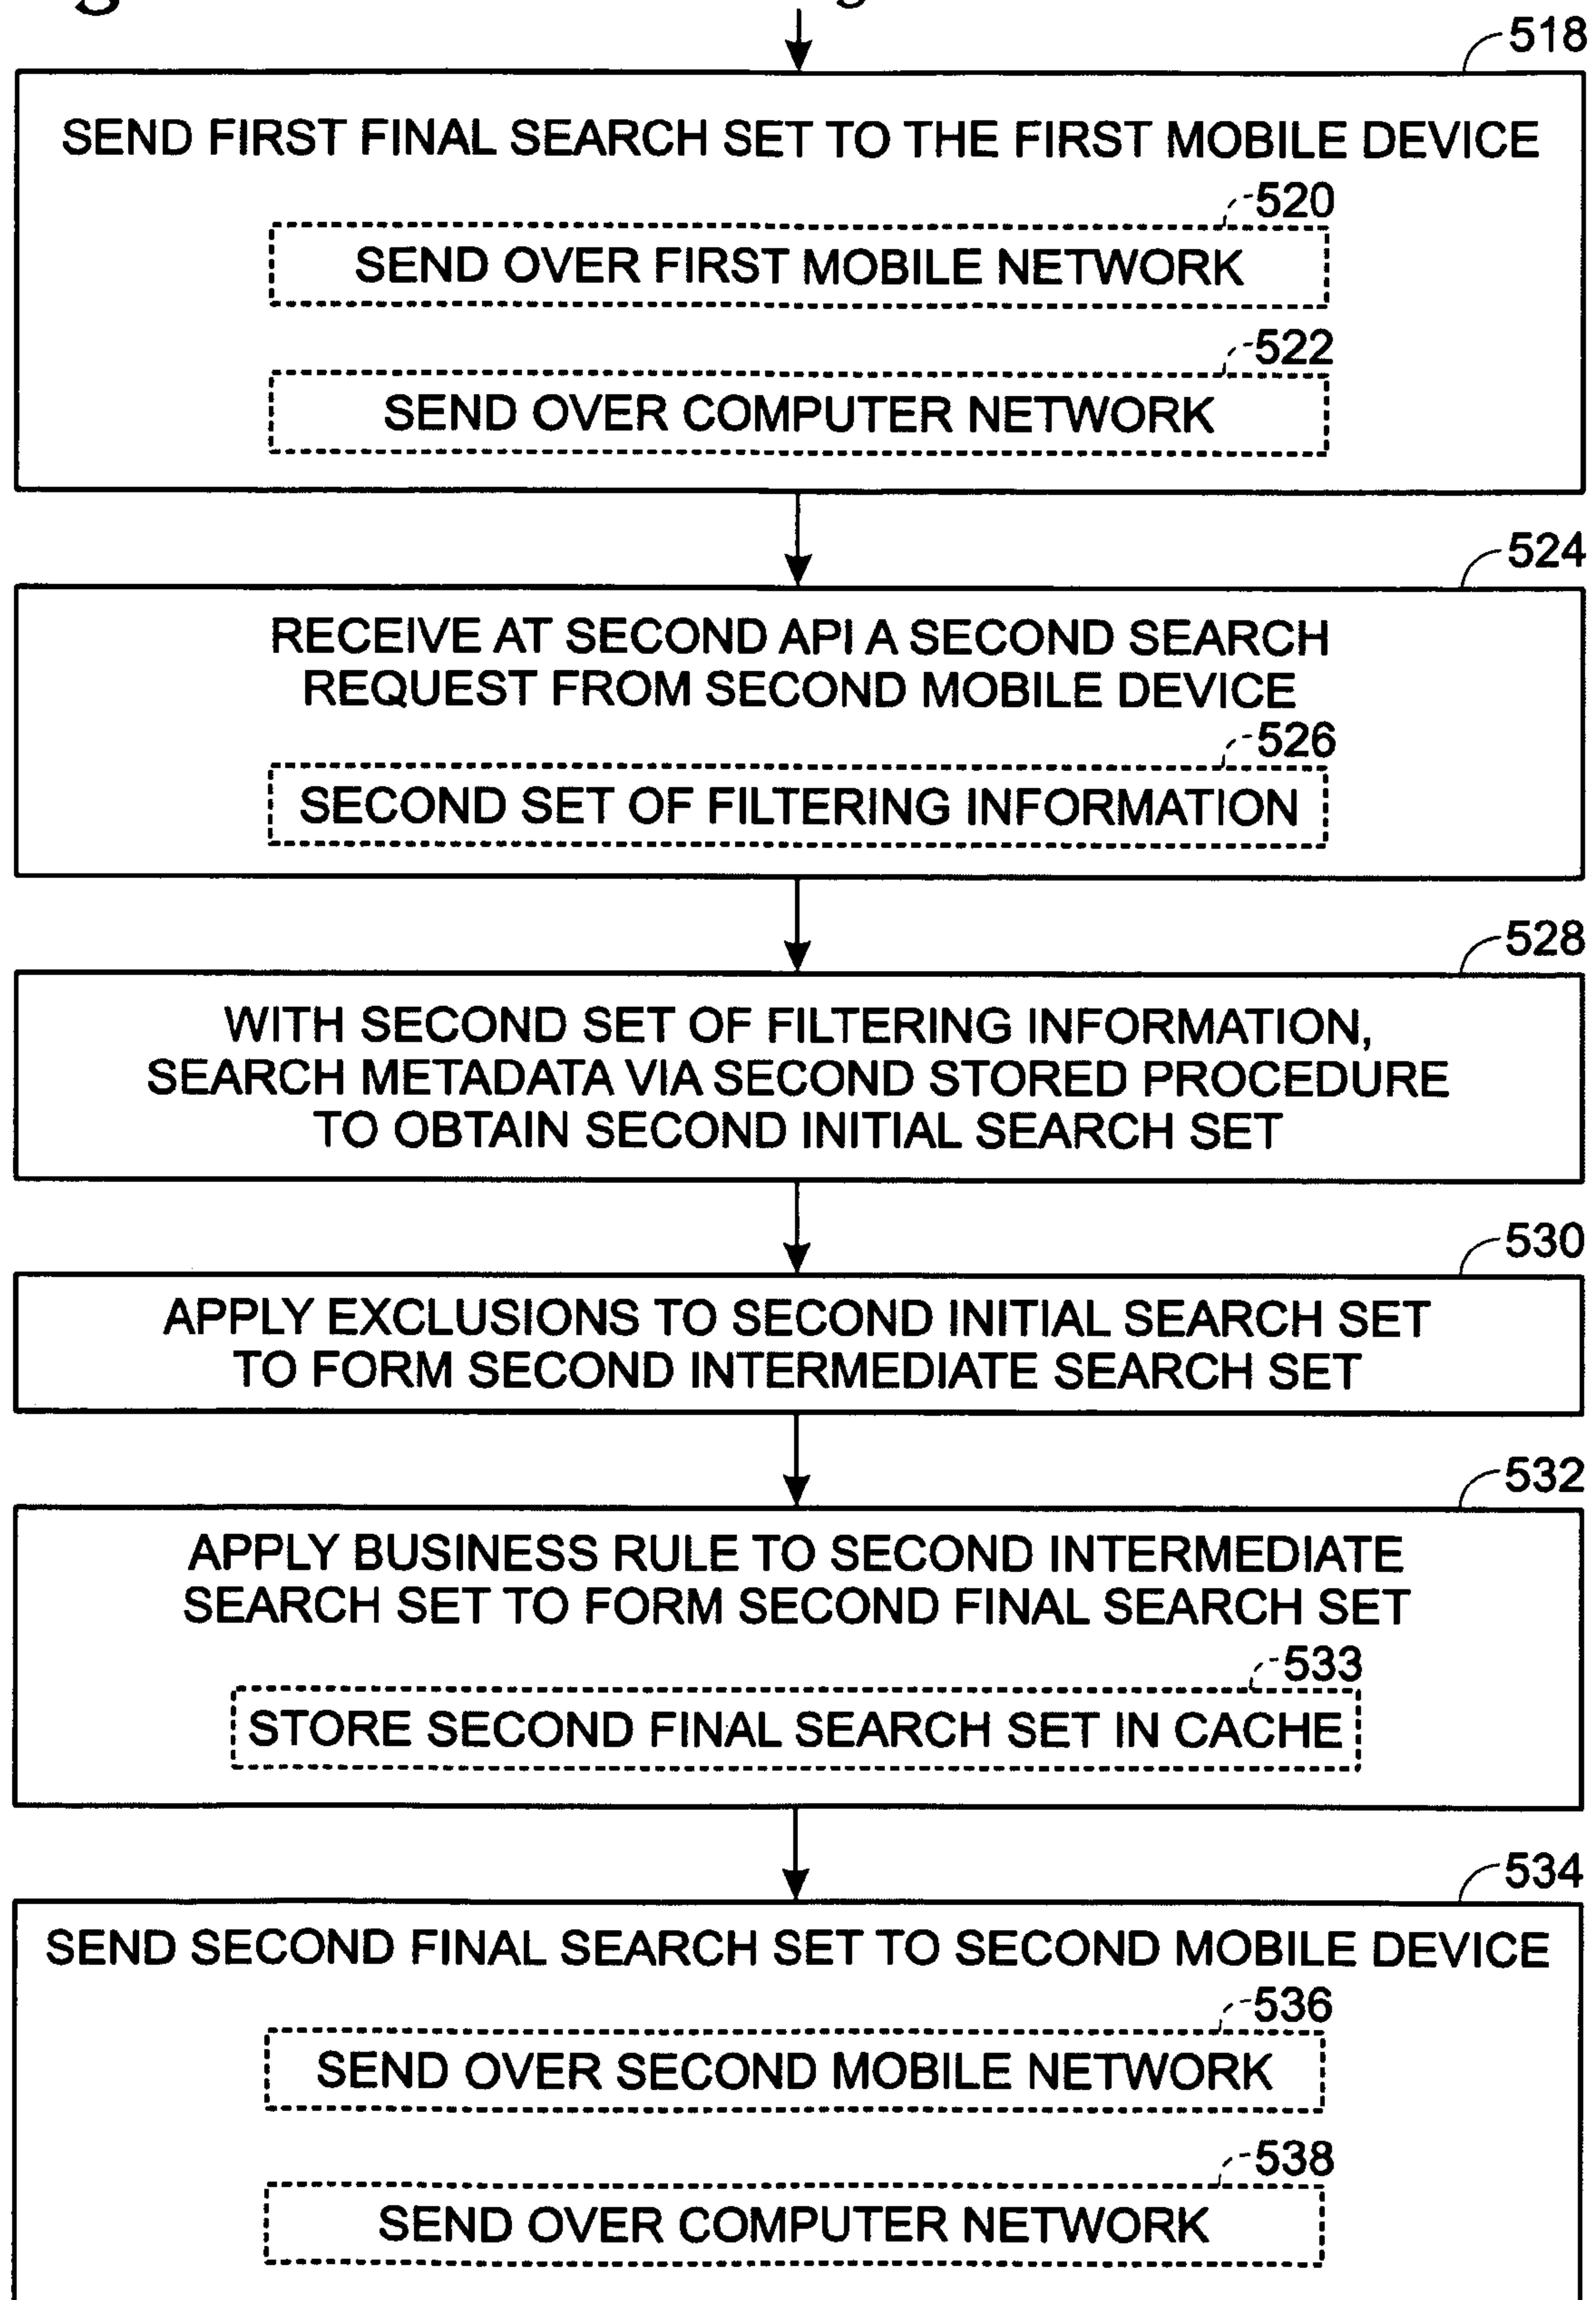 518
SEND FIRST FINAL SEARCH SET TO THE FIRST MOBILE DEVICE
520
SEND OVER FIRST MOBILE NETWORK
522
SEND OVER COMPUTER NETWORK
524
RECEIVE AT SECOND API A SECOND SEARCH
REQUEST FROM SECOND MOBILE DEVICE
526
SECOND SET OF FILTERING INFORMATION
528
WITH SECOND SET OF FILTERING INFORMATION,
SEARCH METADATA VIA SECOND STORED PROCEDURE
TO OBTAIN SECOND INITIAL SEARCH SET
530
APPLY EXCLUSIONS TO SECOND INITIAL SEARCH SET
TO FORM SECOND INTERMEDIATE SEARCH SET
532
APPLY BUSINESS RULE TO SECOND INTERMEDIATE
SEARCH SET TO FORM SECOND FINAL SEARCH SET
533
STORE SECOND FINAL SEARCH SET IN CACHE
534
SEND SECOND FINAL SEARCH SET TO SECOND MOBILE DEVICE
536
SEND OVER SECOND MOBILE NETWORK
538
SEND OVER COMPUTER NETWORK